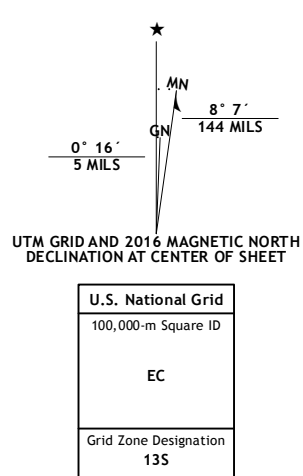 ★
MN
GN
8° 7´
144 MILS
0° 16´
5 MILS
UTM GRID AND 2016 MAGNETIC NORTH
DECLINATION AT CENTER OF SHEET
U.S. National Grid
100,000-m Square ID
EC
Grid Zone Designation
13S